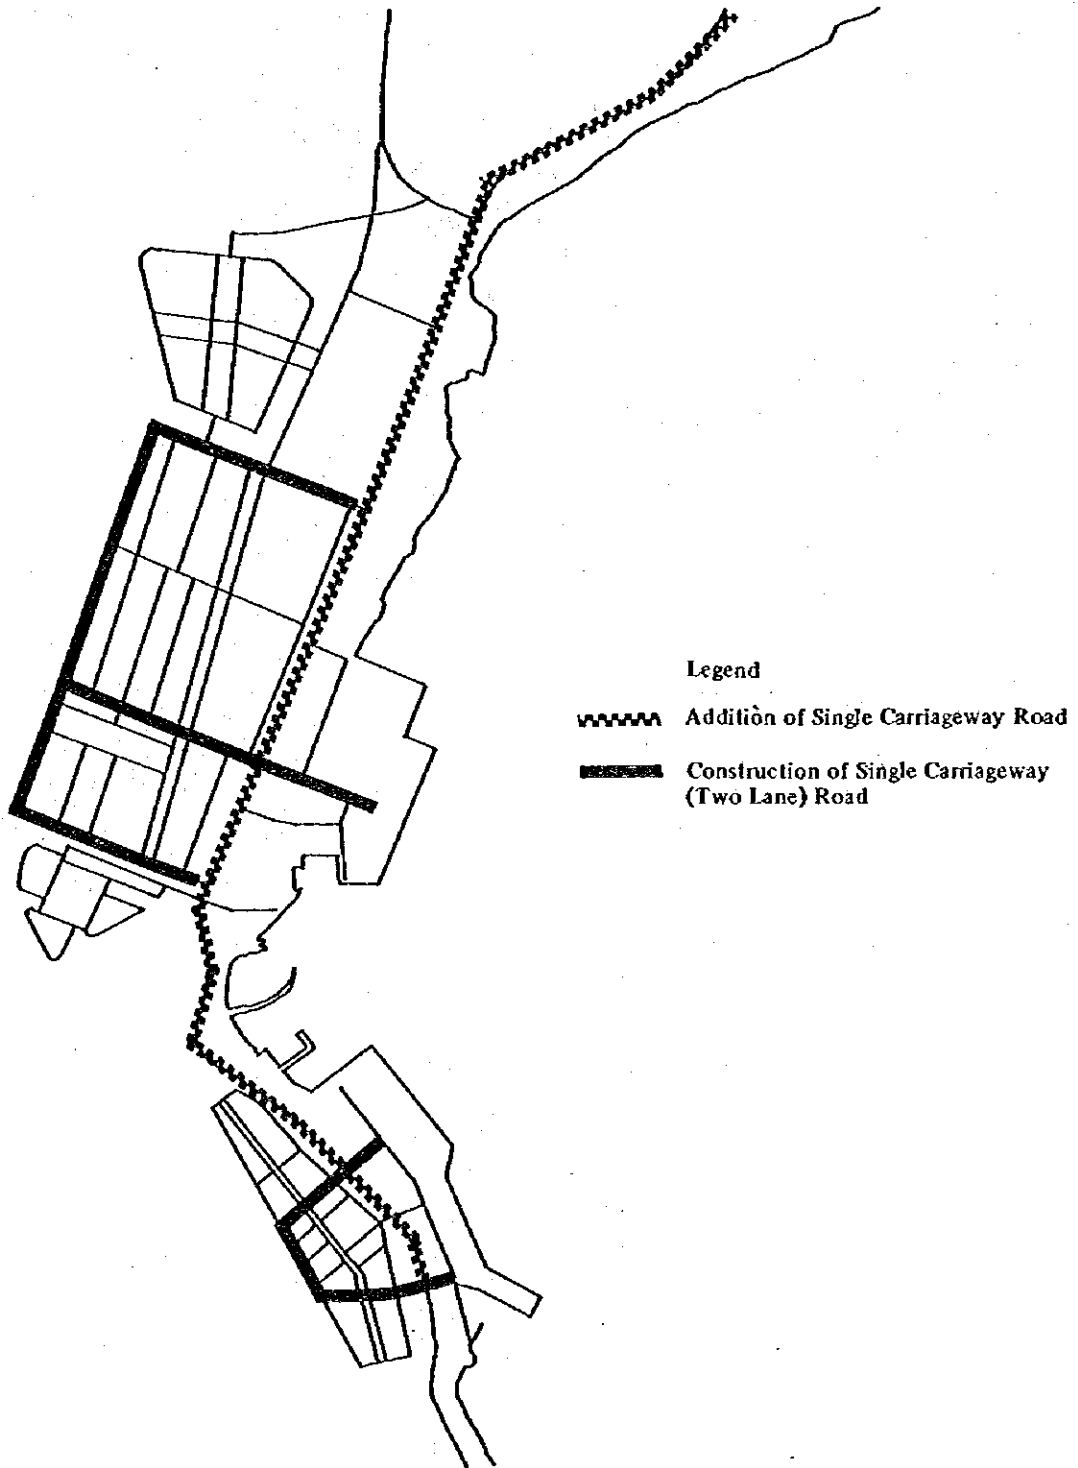 Legend
Addition of Single Carriageway Road
Construction of Single Carriageway
(Two Lane) Road